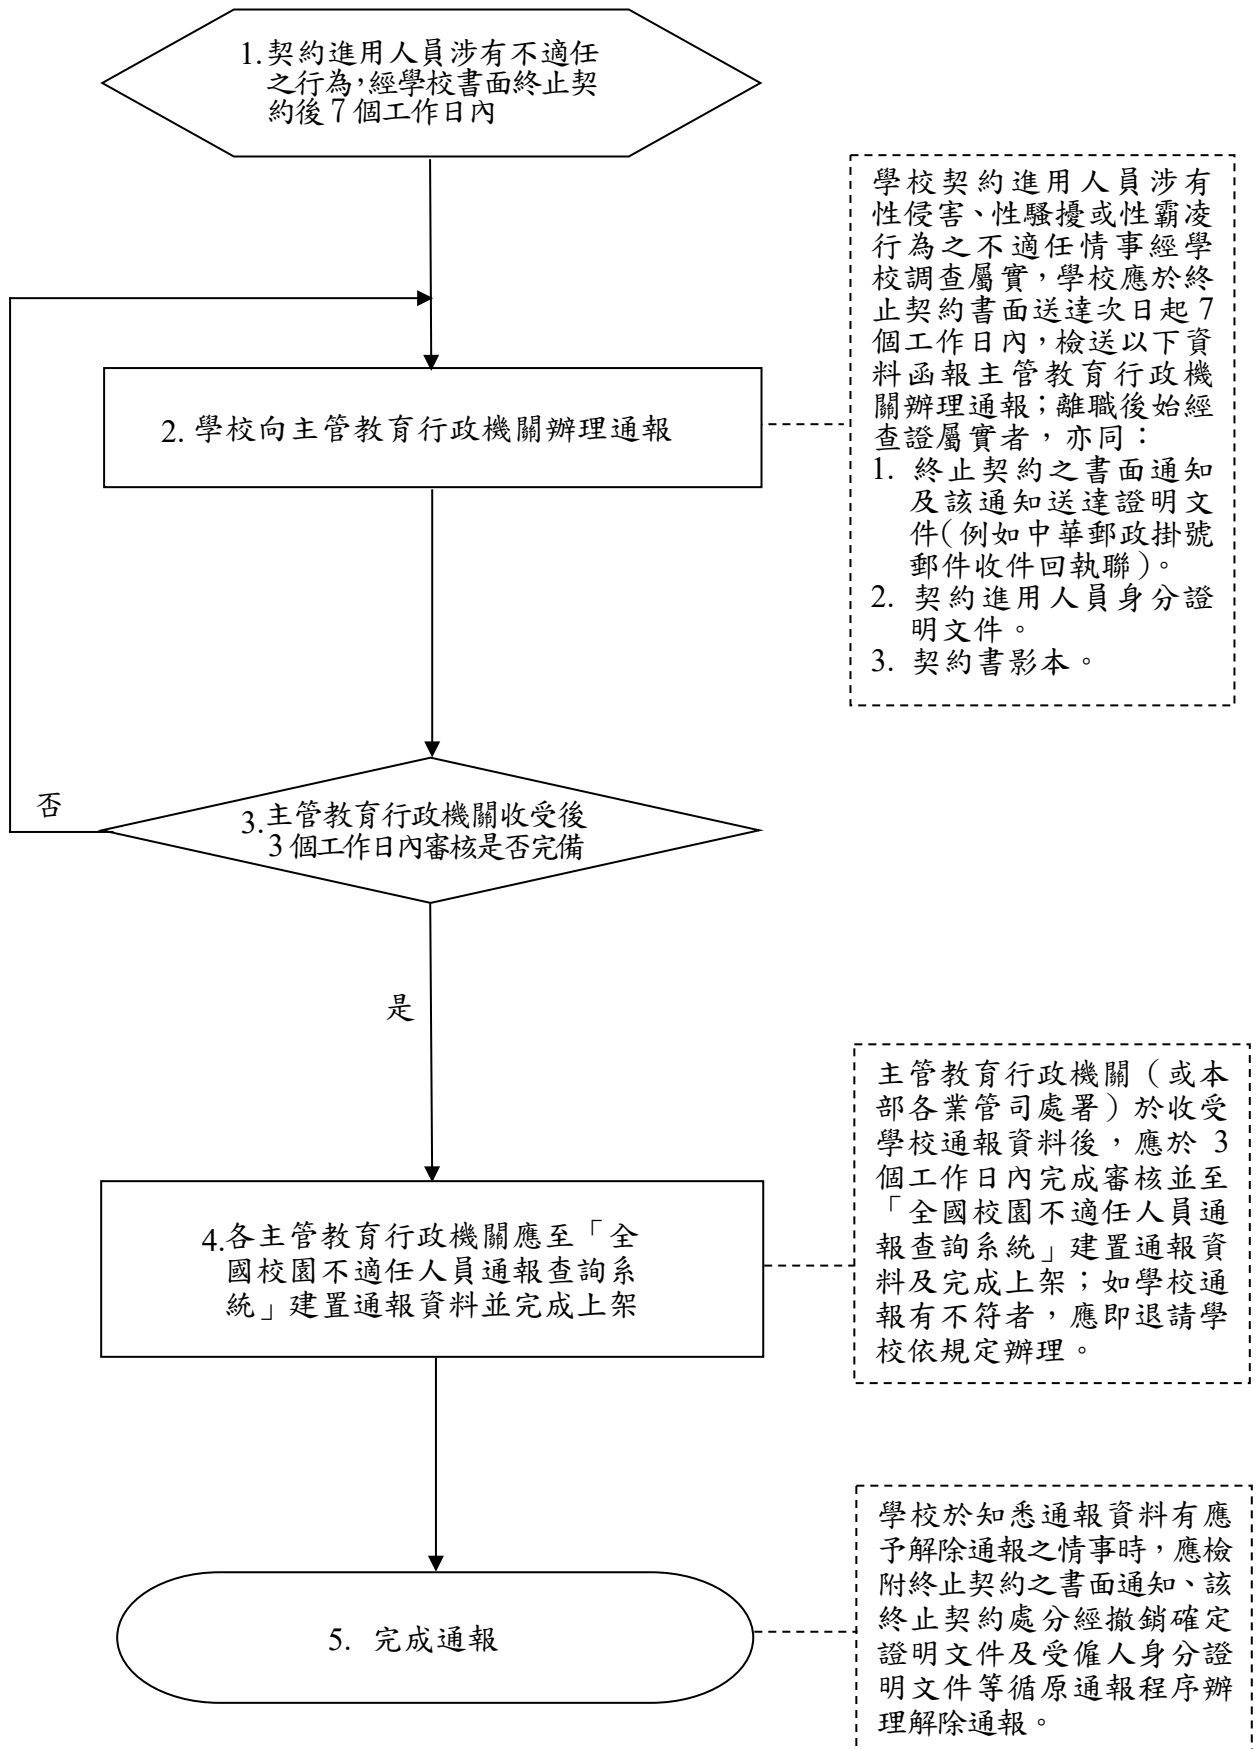 1.契約進用人員涉有不適任
之行為，經學校書面終止契
約後７個工作日內
學校契約進用人員涉有
性侵害、性騷擾或性霸凌
行為之不適任情事經學
校調查屬實，學校應於終
止契約書面送達次日起 7
個工作日內，檢送以下資
料函報主管教育行政機
關辦理通報；離職後始經
查證屬實者，亦同：
1. 終止契約之書面通知
及該通知送達證明文
件(例如中華郵政掛號
郵件收件回執聯)。
2. 契約進用人員身分證
明文件。
3. 契約書影本。
2. 學校向主管教育行政機關辦理通報
否
3.主管教育行政機關收受後
3 個工作日內審核是否完備
是
主管教育行政機關（或本
部各業管司處署）於收受
學校通報資料後，應於 3
個工作日內完成審核並至
「全國校園不適任人員通
報查詢系統」建置通報資
料及完成上架；如學校通
報有不符者，應即退請學
校依規定辦理。
4.各主管教育行政機關應至「全
國校園不適任人員通報查詢系
統」建置通報資料並完成上架
學校於知悉通報資料有應
予解除通報之情事時，應檢
附終止契約之書面通知、該
終止契約處分經撤銷確定
證明文件及受僱人身分證
明文件等循原通報程序辦
理解除通報。
5. 完成通報